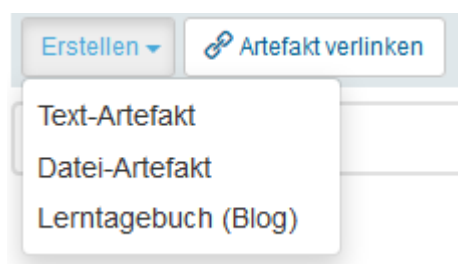 Erstellen
Artefakt verlinken
Text-Artefakt
Datei-Artefakt
Lerntagebuch (Blog)